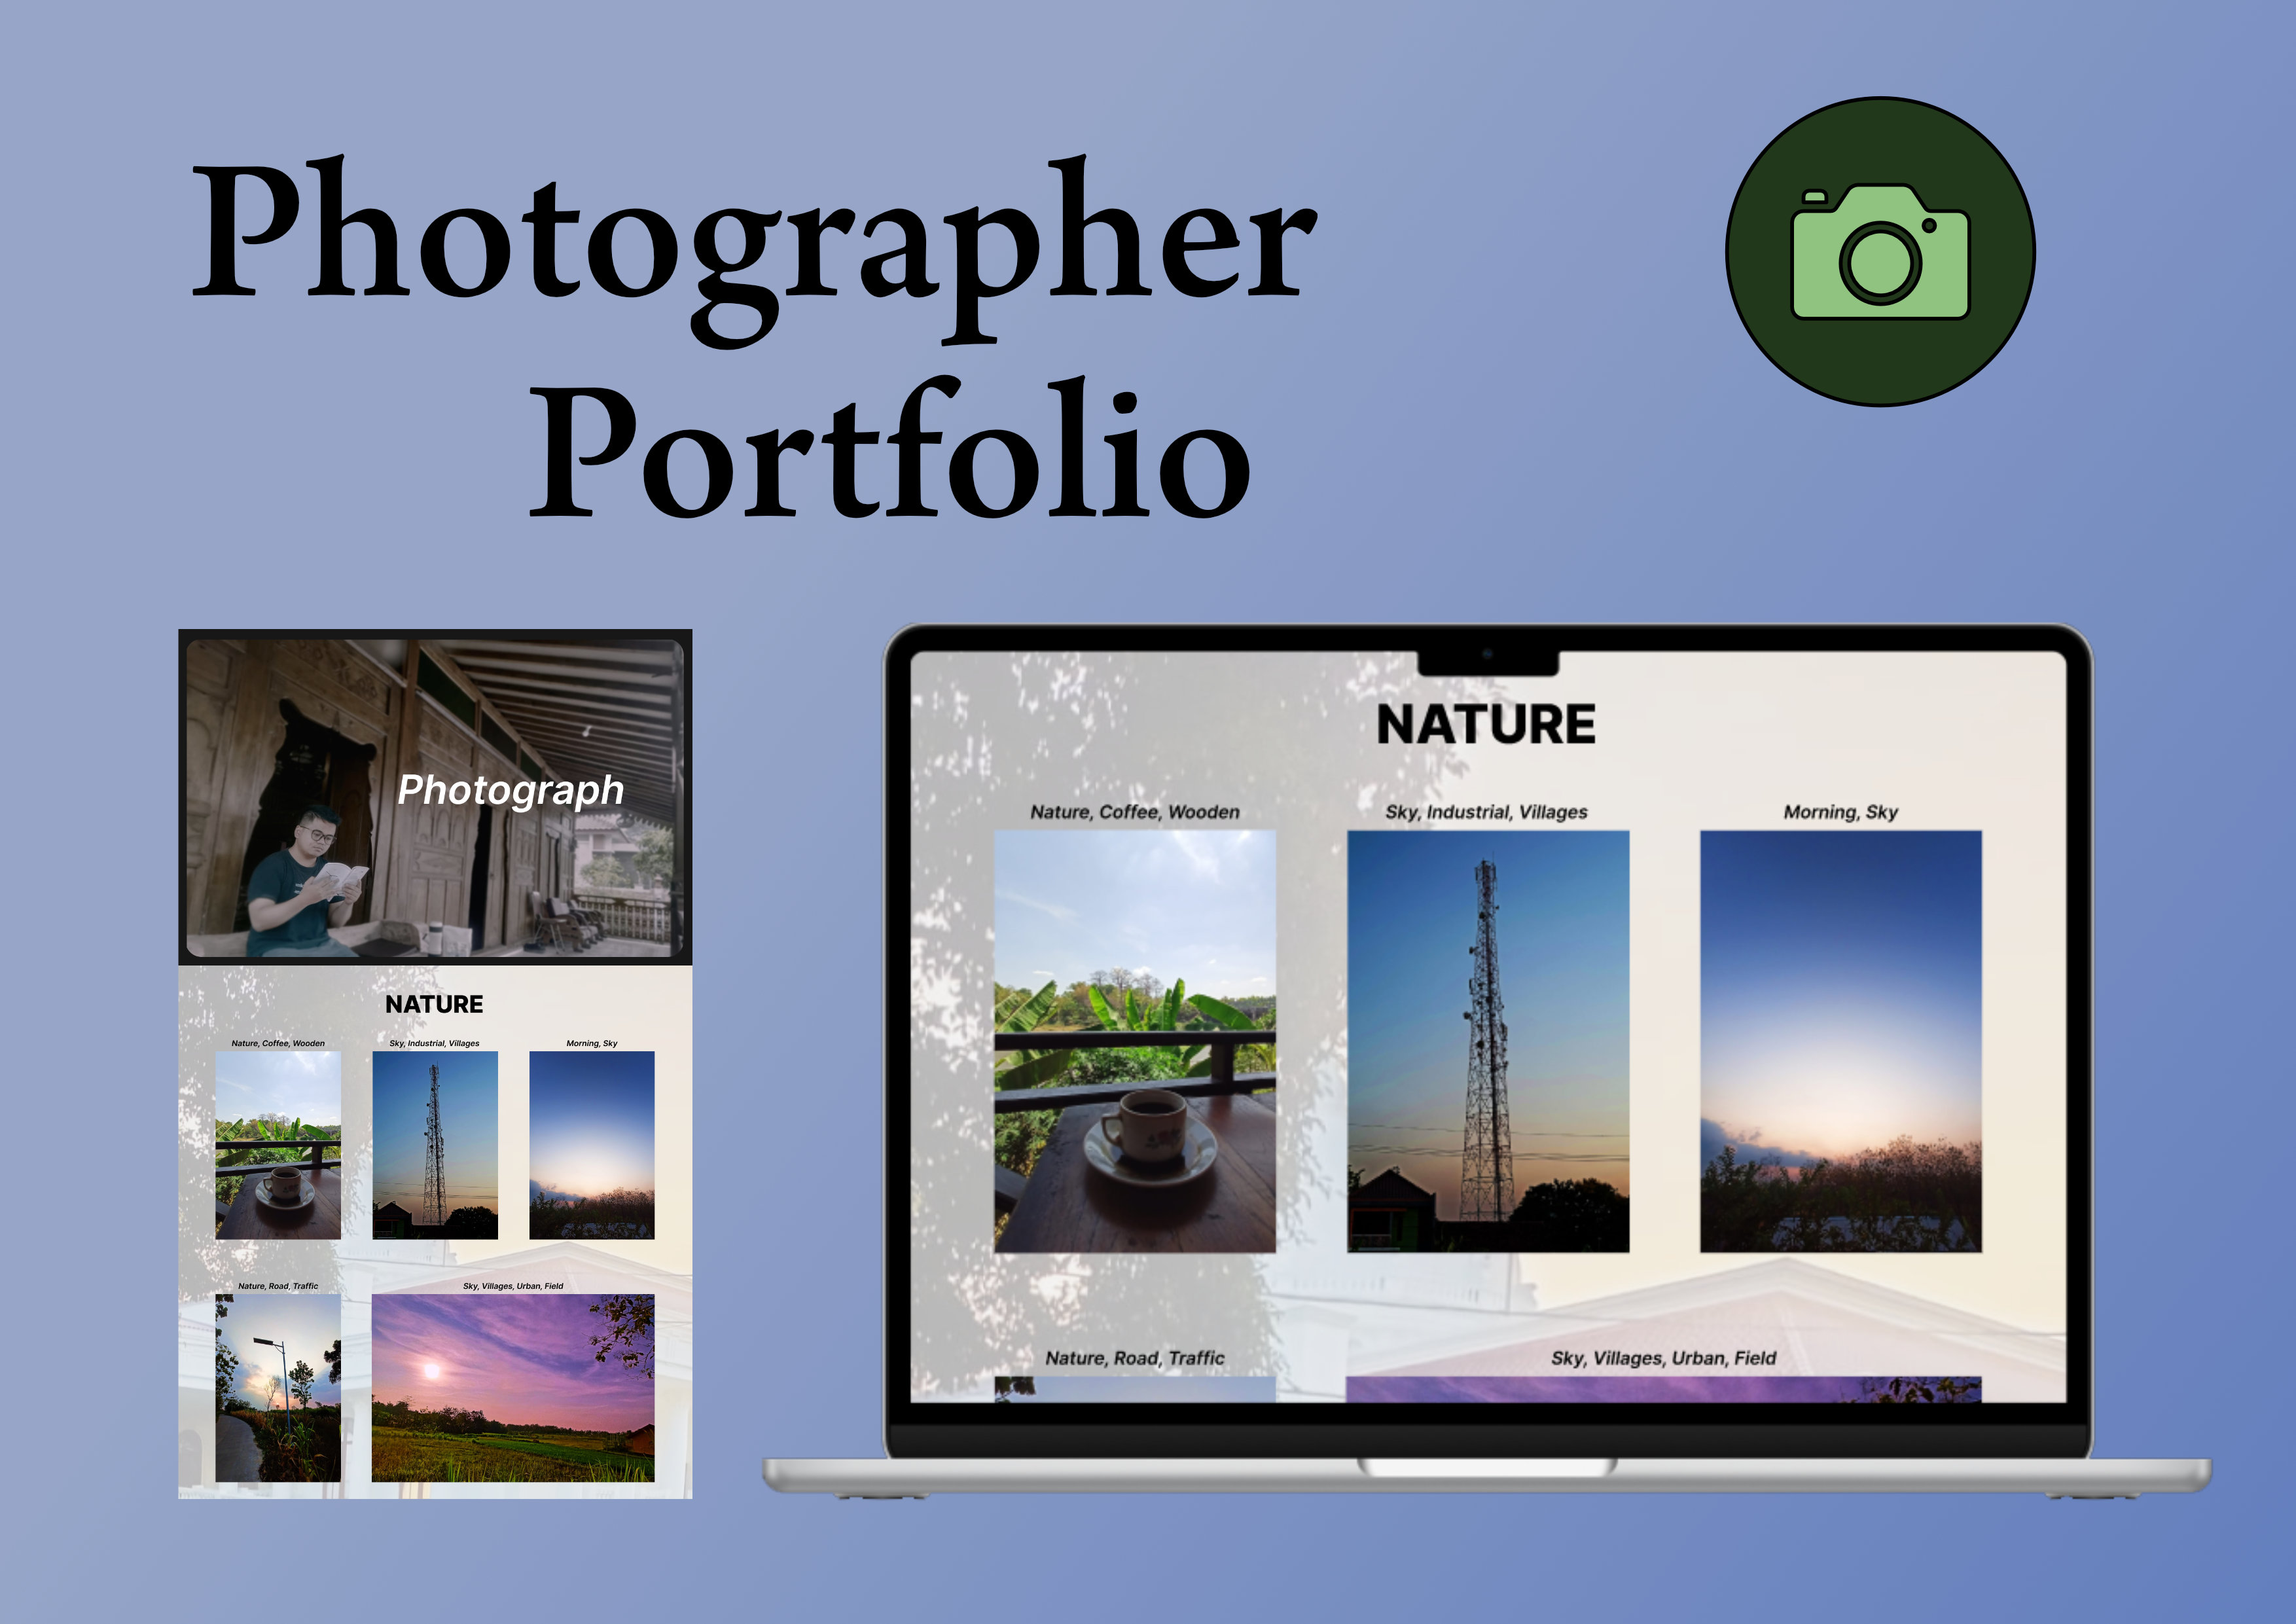 Photographer
Portfolio
Photograph
NATURE
Nature, Coffee, Wooden
Sky, Industrial, Villages
Morning, Sky
Nature, Road, Traffic
Sky, Villages, Urban, Field
NATURE
Nature, Coffee, Wooden
Sky, Industrial, Villages
Morning, Sky
Nature, Road, Traffic
Sky, Villages, Urban, Field